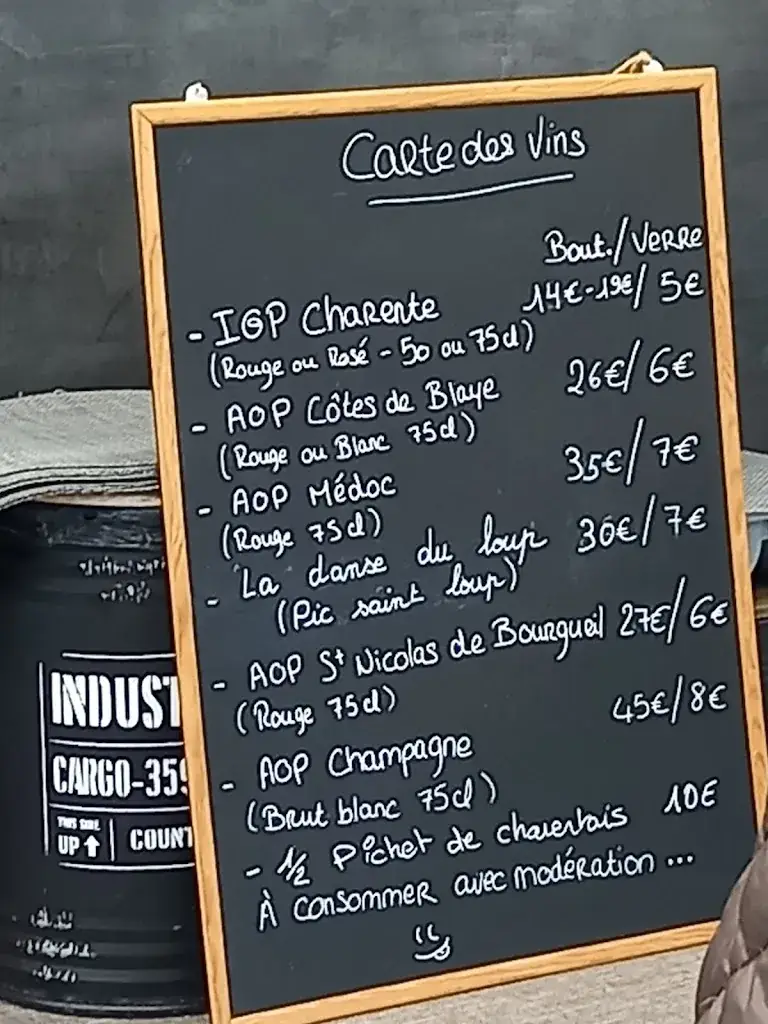 Carte des Vins
Bout./Verre
- IGP Charente 14€-19€/ 5€
(Rouge ou Rosé - 50 ou 75cl)
- AOP Côtes de Blaye 26€/ 6€
(Rouge ou Blanc 75cl)
- AOP Médoc 35€/ 7€
(Rouge 75cl)
- La danse du loup 30€/ 7€
(Pic saint loup)
- AOP St Nicolas de Bourgueil 27€/ 6€
(Rouge 75cl)
- AOP Champagne 45€/8€
(Brut blanc 75cl)
- 1/2 Pichet de charentais 10€
À consommer avec modération ...
INDUST
CARGO-359
THIS SIDE
UP
COUNT